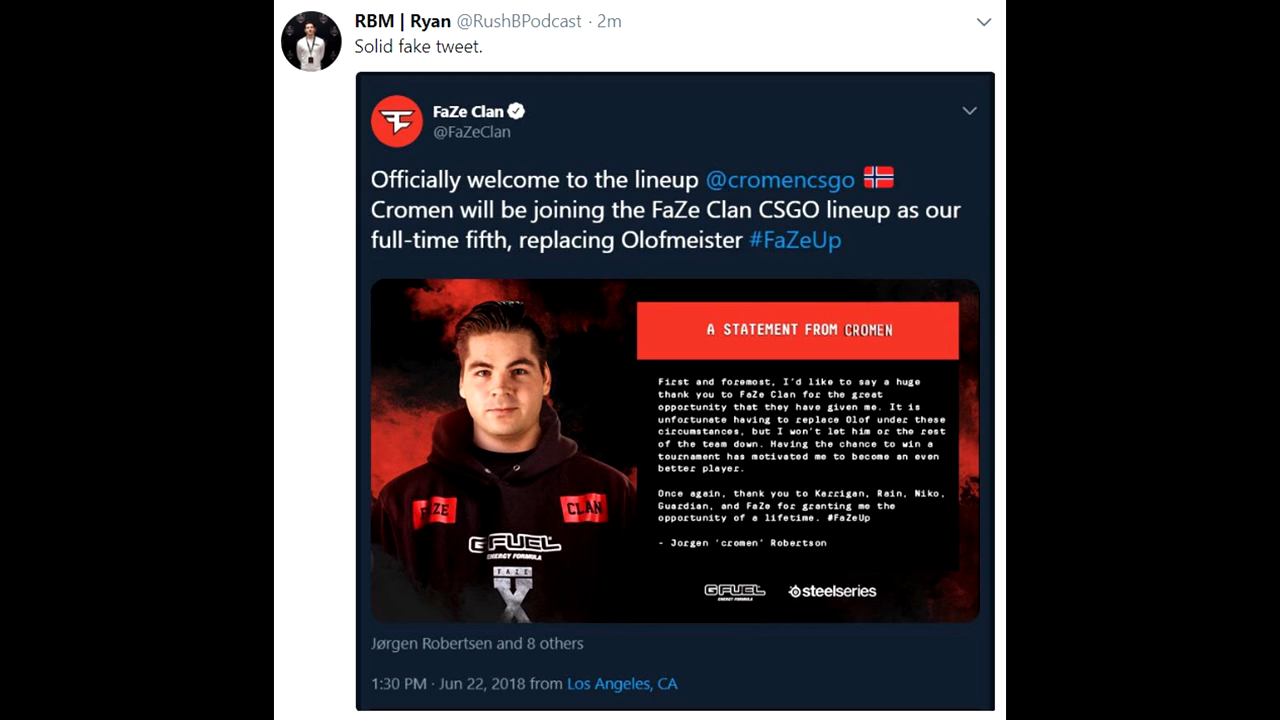 RBM | Ryan @RushBPodcast · 2m
Solid fake tweet.
FaZe Clan
@FaZeClan
Officially welcome to the lineup @cromencsgo 🇳🇴
Cromen will be joining the FaZe Clan CSGO lineup as our
full-time fifth, replacing Olofmeister #FaZeUp
A STATEMENT FROM CROMEN
First and foremost, I'd like to say a huge
thank you to FaZe Clan for the great
opportunity that they have given me. It is
unfortunate having to replace Olof under these
circumstances, but I won't let him or the rest
of the team down. Having the chance to win a
tournament has motivated me to become an even
better player.
Once again, thank you to Karrigan, Rain, Niko,
Guardian, and FaZe for granting me the
opportunity of a lifetime. #FaZeUp
- Jorgen 'cromen' Robertson
FAZE
CLAN
GFUEL
ENERGY FORMULA
FAZE
X
GFUEL
ENERGY FORMULA
steelseries
Jørgen Robertsen and 8 others
1:30 PM · Jun 22, 2018 from Los Angeles, CA